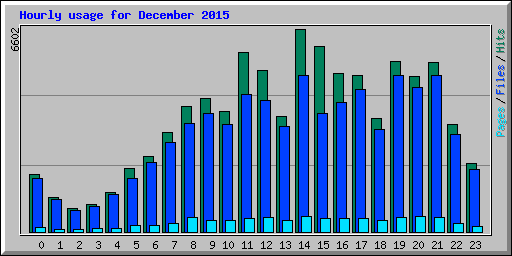 Hourly usage for December 2015
6602
Pages / Files / Hits
0 1 2 3 4 5 6 7 8 9 10 11 12 13 14 15 16 17 18 19 20 21 22 23